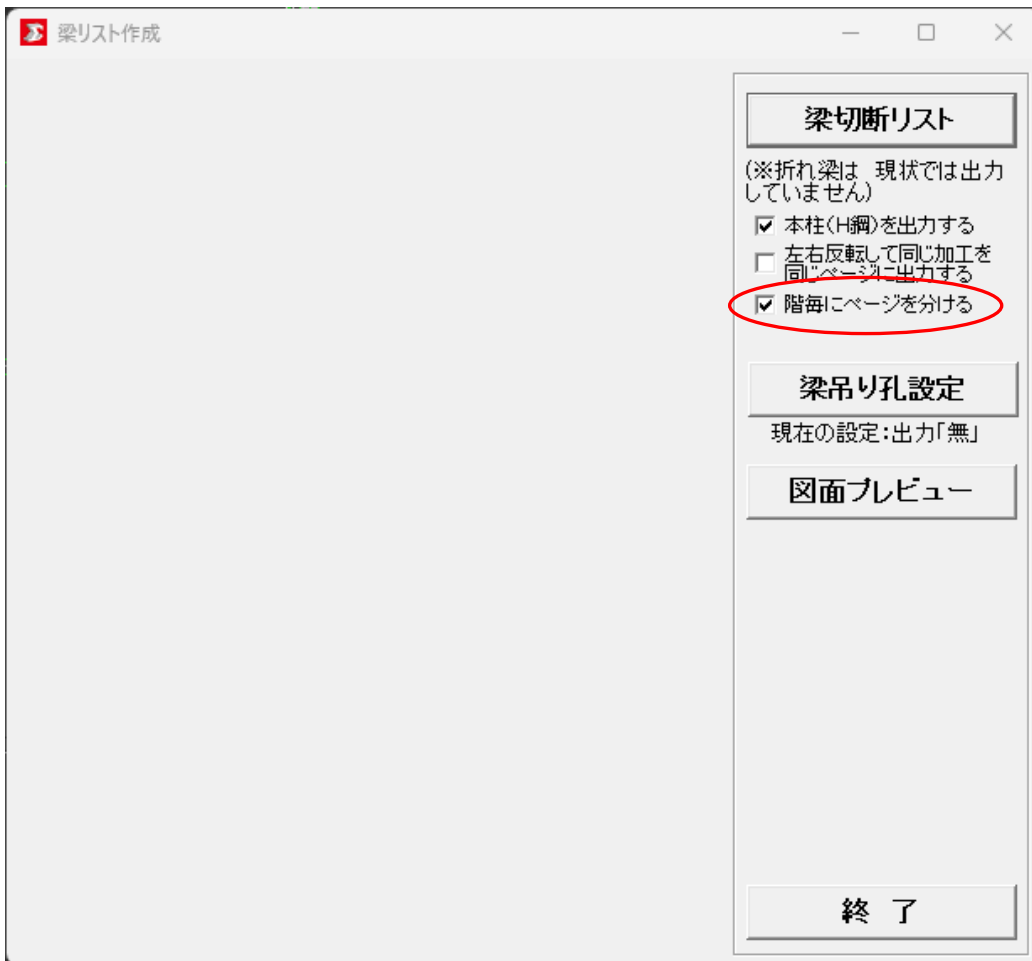 梁リスト作成
梁切断リスト
(※折れ梁は 現状では出力
していません)
本柱(H鋼)を出力する
左右反転して同じ加工を
同じページに出力する
階毎にページを分ける
梁吊り孔設定
現在の設定:出力「無」
図面プレビュー
終 了